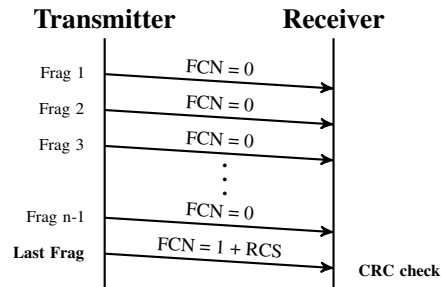 Transmitter Receiver
Frag 1 FCN = 0
Frag 2 FCN = 0
Frag 3 FCN = 0
Frag n-1 FCN = 0
Last Frag FCN = 1 + RCS
CRC check